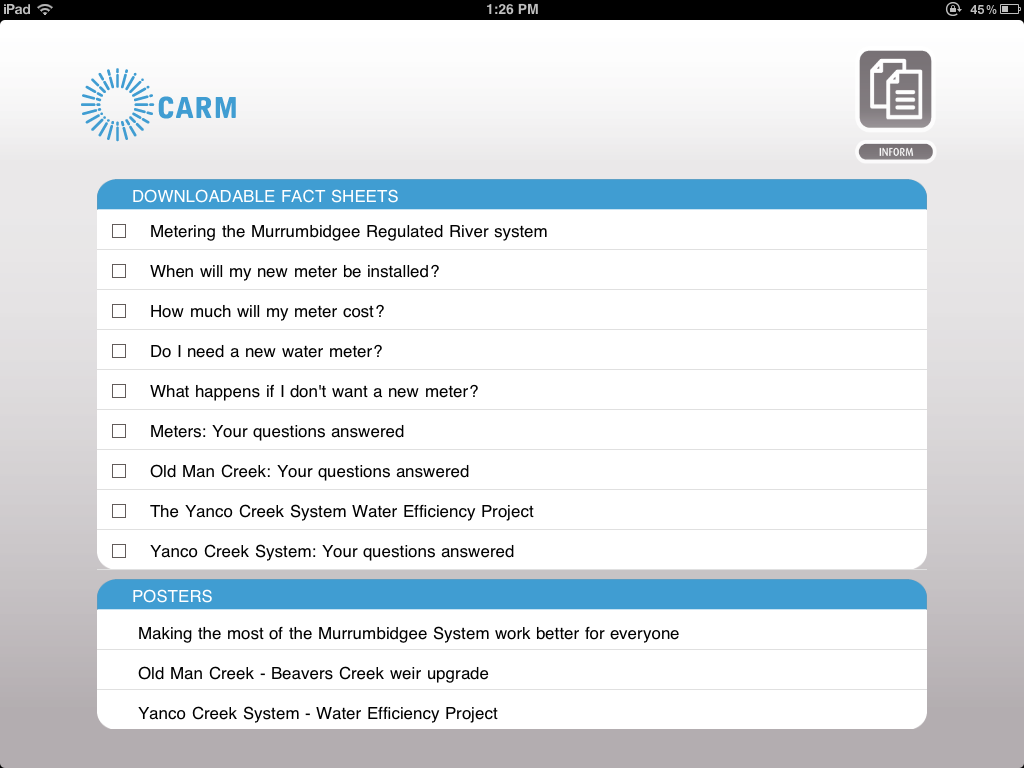 iPad 1:26 PM 45%
CARM
INFORM
DOWNLOADABLE FACT SHEETS
Metering the Murrumbidgee Regulated River system
When will my new meter be installed?
How much will my meter cost?
Do I need a new water meter?
What happens if I don't want a new meter?
Meters: Your questions answered
Old Man Creek: Your questions answered
The Yanco Creek System Water Efficiency Project
Yanco Creek System: Your questions answered
POSTERS
Making the most of the Murrumbidgee System work better for everyone
Old Man Creek - Beavers Creek weir upgrade
Yanco Creek System - Water Efficiency Project